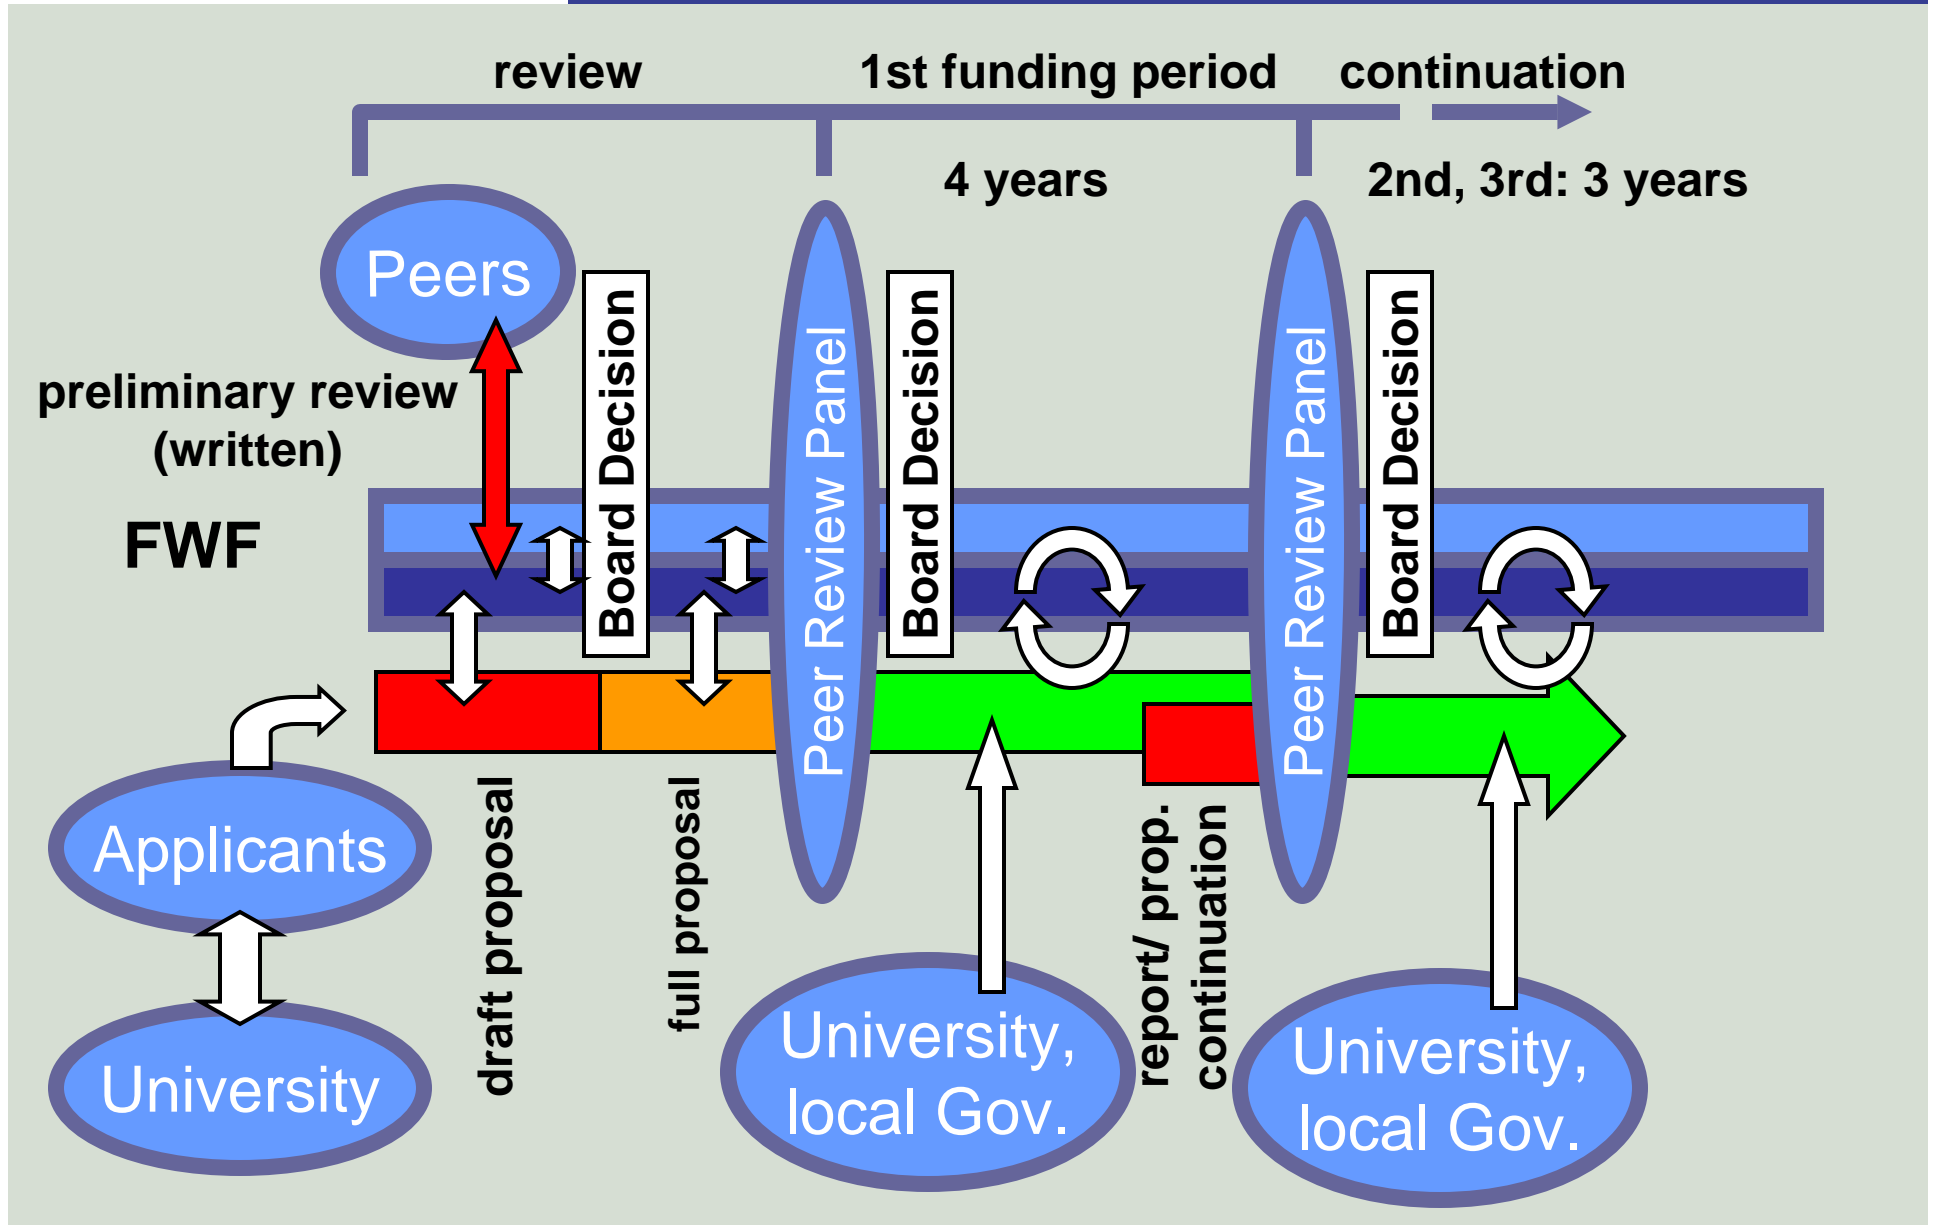 review
1st funding period
continuation
4 years
2nd, 3rd: 3 years
Peers
preliminary review
(written)
FWF
Board Decision
Peer Review Panel
Board Decision
Peer Review Panel
Board Decision
Applicants
University
draft proposal
full proposal
University,
local Gov.
report/ prop.
continuation
University,
local Gov.